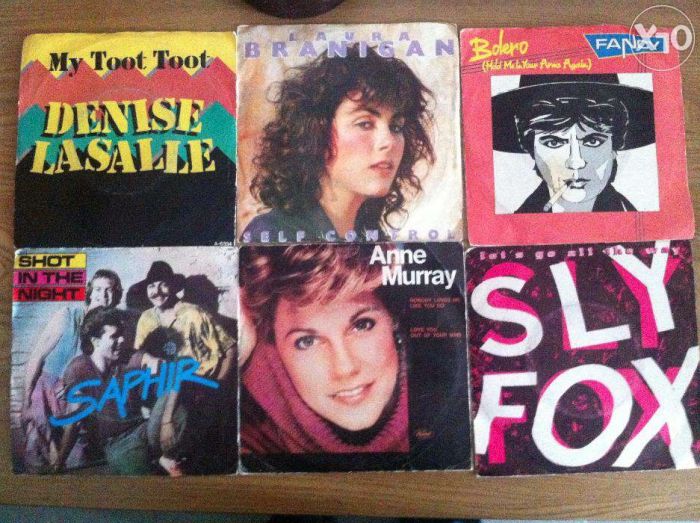 My Toot Toot
DENISE
LASALLE
LAURA
BRANIGAN
SELF CONTROL
Bolero
(Hold Me In Your Arms Again)
FANCY
OLX
SHOT
IN THE
NIGHT
SAPHIR
Anne
Murray
NOBODY LOVES ME
LIKE YOU DO
LOVE YOU
OUT OF YOUR MIND
let's go all the way
SLY
FOX